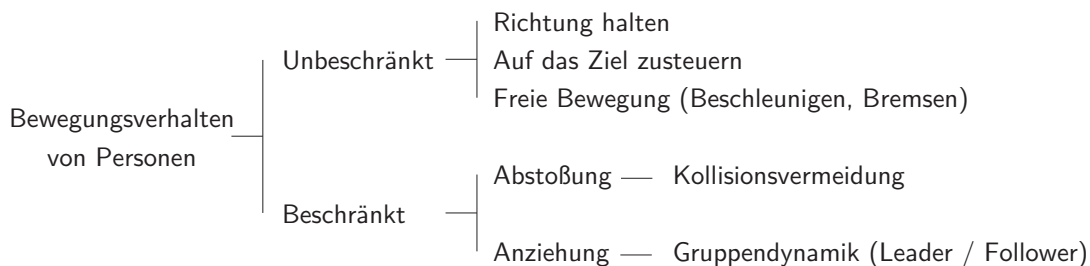 Bewegungsverhalten
von Personen
Unbeschränkt
Richtung halten
Auf das Ziel zusteuern
Freie Bewegung (Beschleunigen, Bremsen)
Beschränkt
Abstoßung
Kollisionsvermeidung
Anziehung
Gruppendynamik (Leader / Follower)